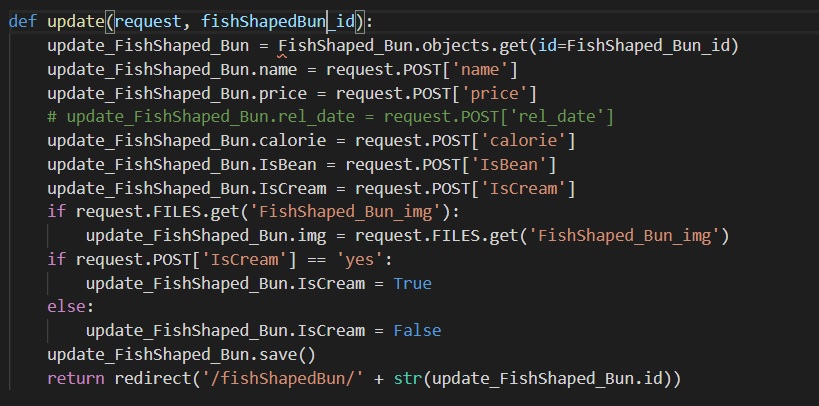 def update(request, fishShapedBun_id):
    update_FishShaped_Bun = FishShaped_Bun.objects.get(id=FishShaped_Bun_id)
    update_FishShaped_Bun.name = request.POST['name']
    update_FishShaped_Bun.price = request.POST['price']
    # update_FishShaped_Bun.rel_date = request.POST['rel_date']
    update_FishShaped_Bun.calorie = request.POST['calorie']
    update_FishShaped_Bun.IsBean = request.POST['IsBean']
    update_FishShaped_Bun.IsCream = request.POST['IsCream']
    if request.FILES.get('FishShaped_Bun_img'):
        update_FishShaped_Bun.img = request.FILES.get('FishShaped_Bun_img')
    if request.POST['IsCream'] == 'yes':
        update_FishShaped_Bun.IsCream = True
    else:
        update_FishShaped_Bun.IsCream = False
    update_FishShaped_Bun.save()
    return redirect('/fishShapedBun/' + str(update_FishShaped_Bun.id))